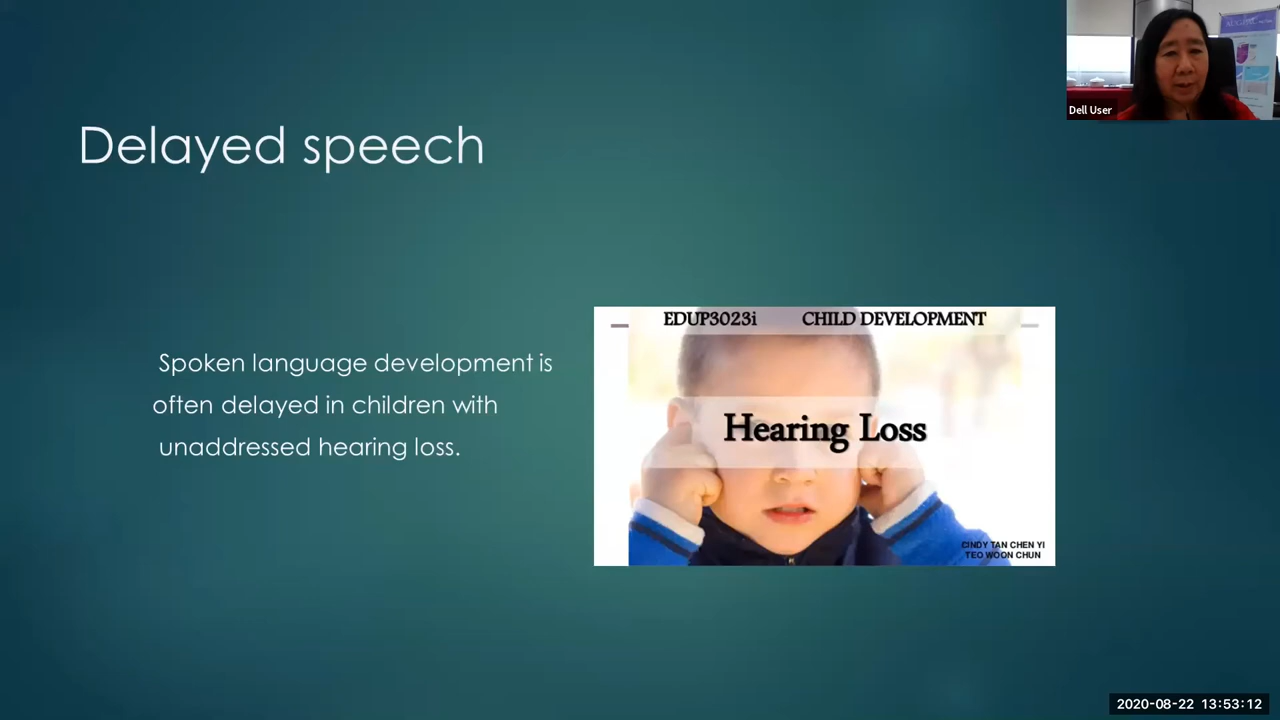 Dell User
Delayed speech
Spoken language development is
often delayed in children with
unaddressed hearing loss.
EDUP3023i CHILD DEVELOPMENT
Hearing Loss
CINDY TAN CHEN YI
TEO WOON CHUN
2020-08-22 13:53:12